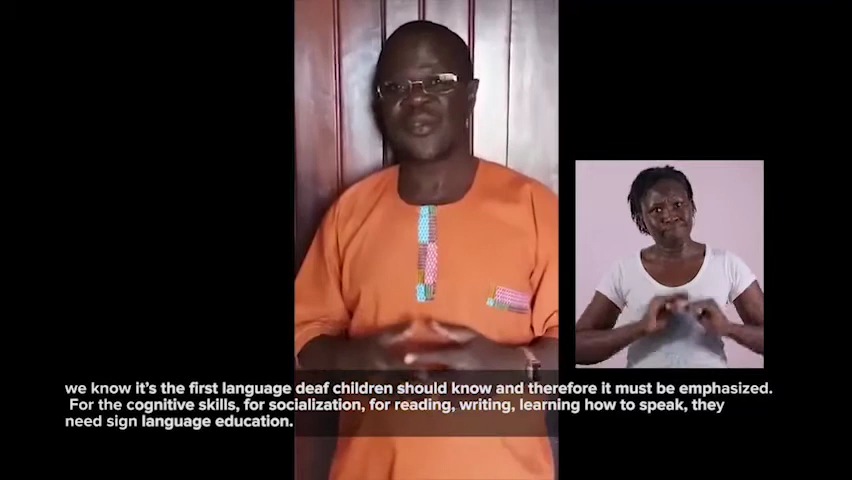 we know it's the first language deaf children should know and therefore it must be emphasized.
For the cognitive skills, for socialization, for reading, writing, learning how to speak, they
need sign language education.